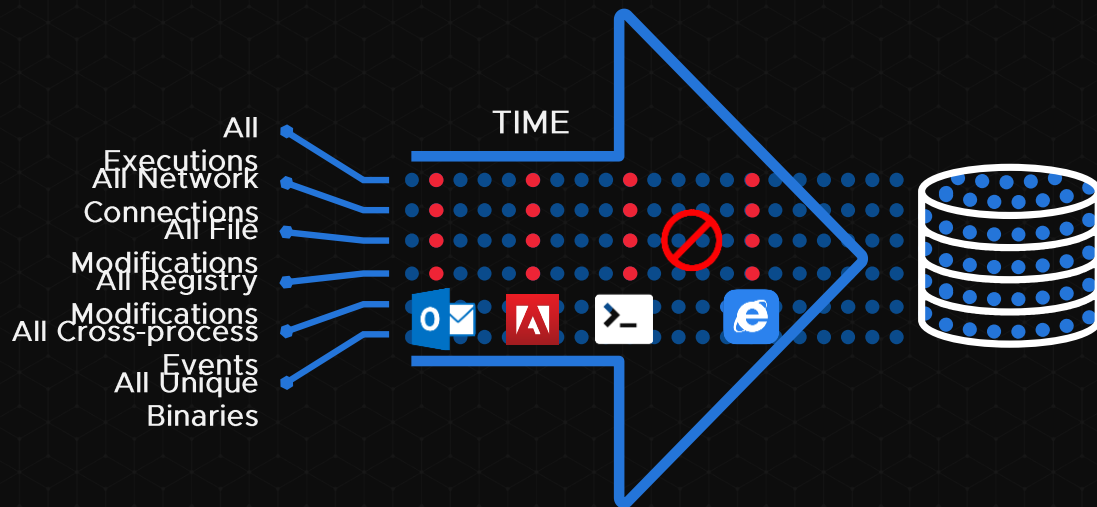 TIME
All
Executions
All Network
Connections
All File
Modifications
All Registry
Modifications
All Cross-process
Events
All Unique
Binaries